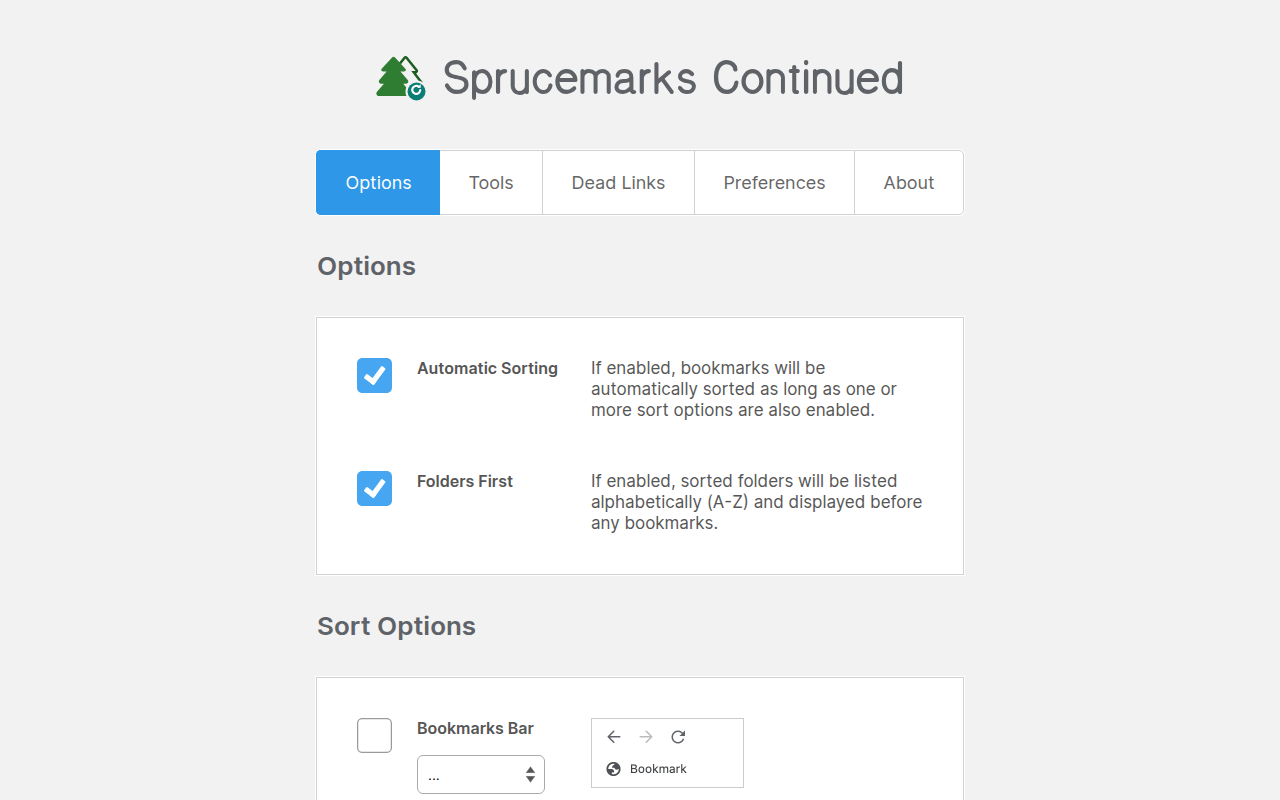 Sprucemarks Continued
Options
Tools
Dead Links
Preferences
About
Options
Automatic Sorting
If enabled, bookmarks will be
automatically sorted as long as one or
more sort options are also enabled.
Folders First
If enabled, sorted folders will be listed
alphabetically (A-Z) and displayed before
any bookmarks.
Sort Options
Bookmarks Bar
...
Bookmark